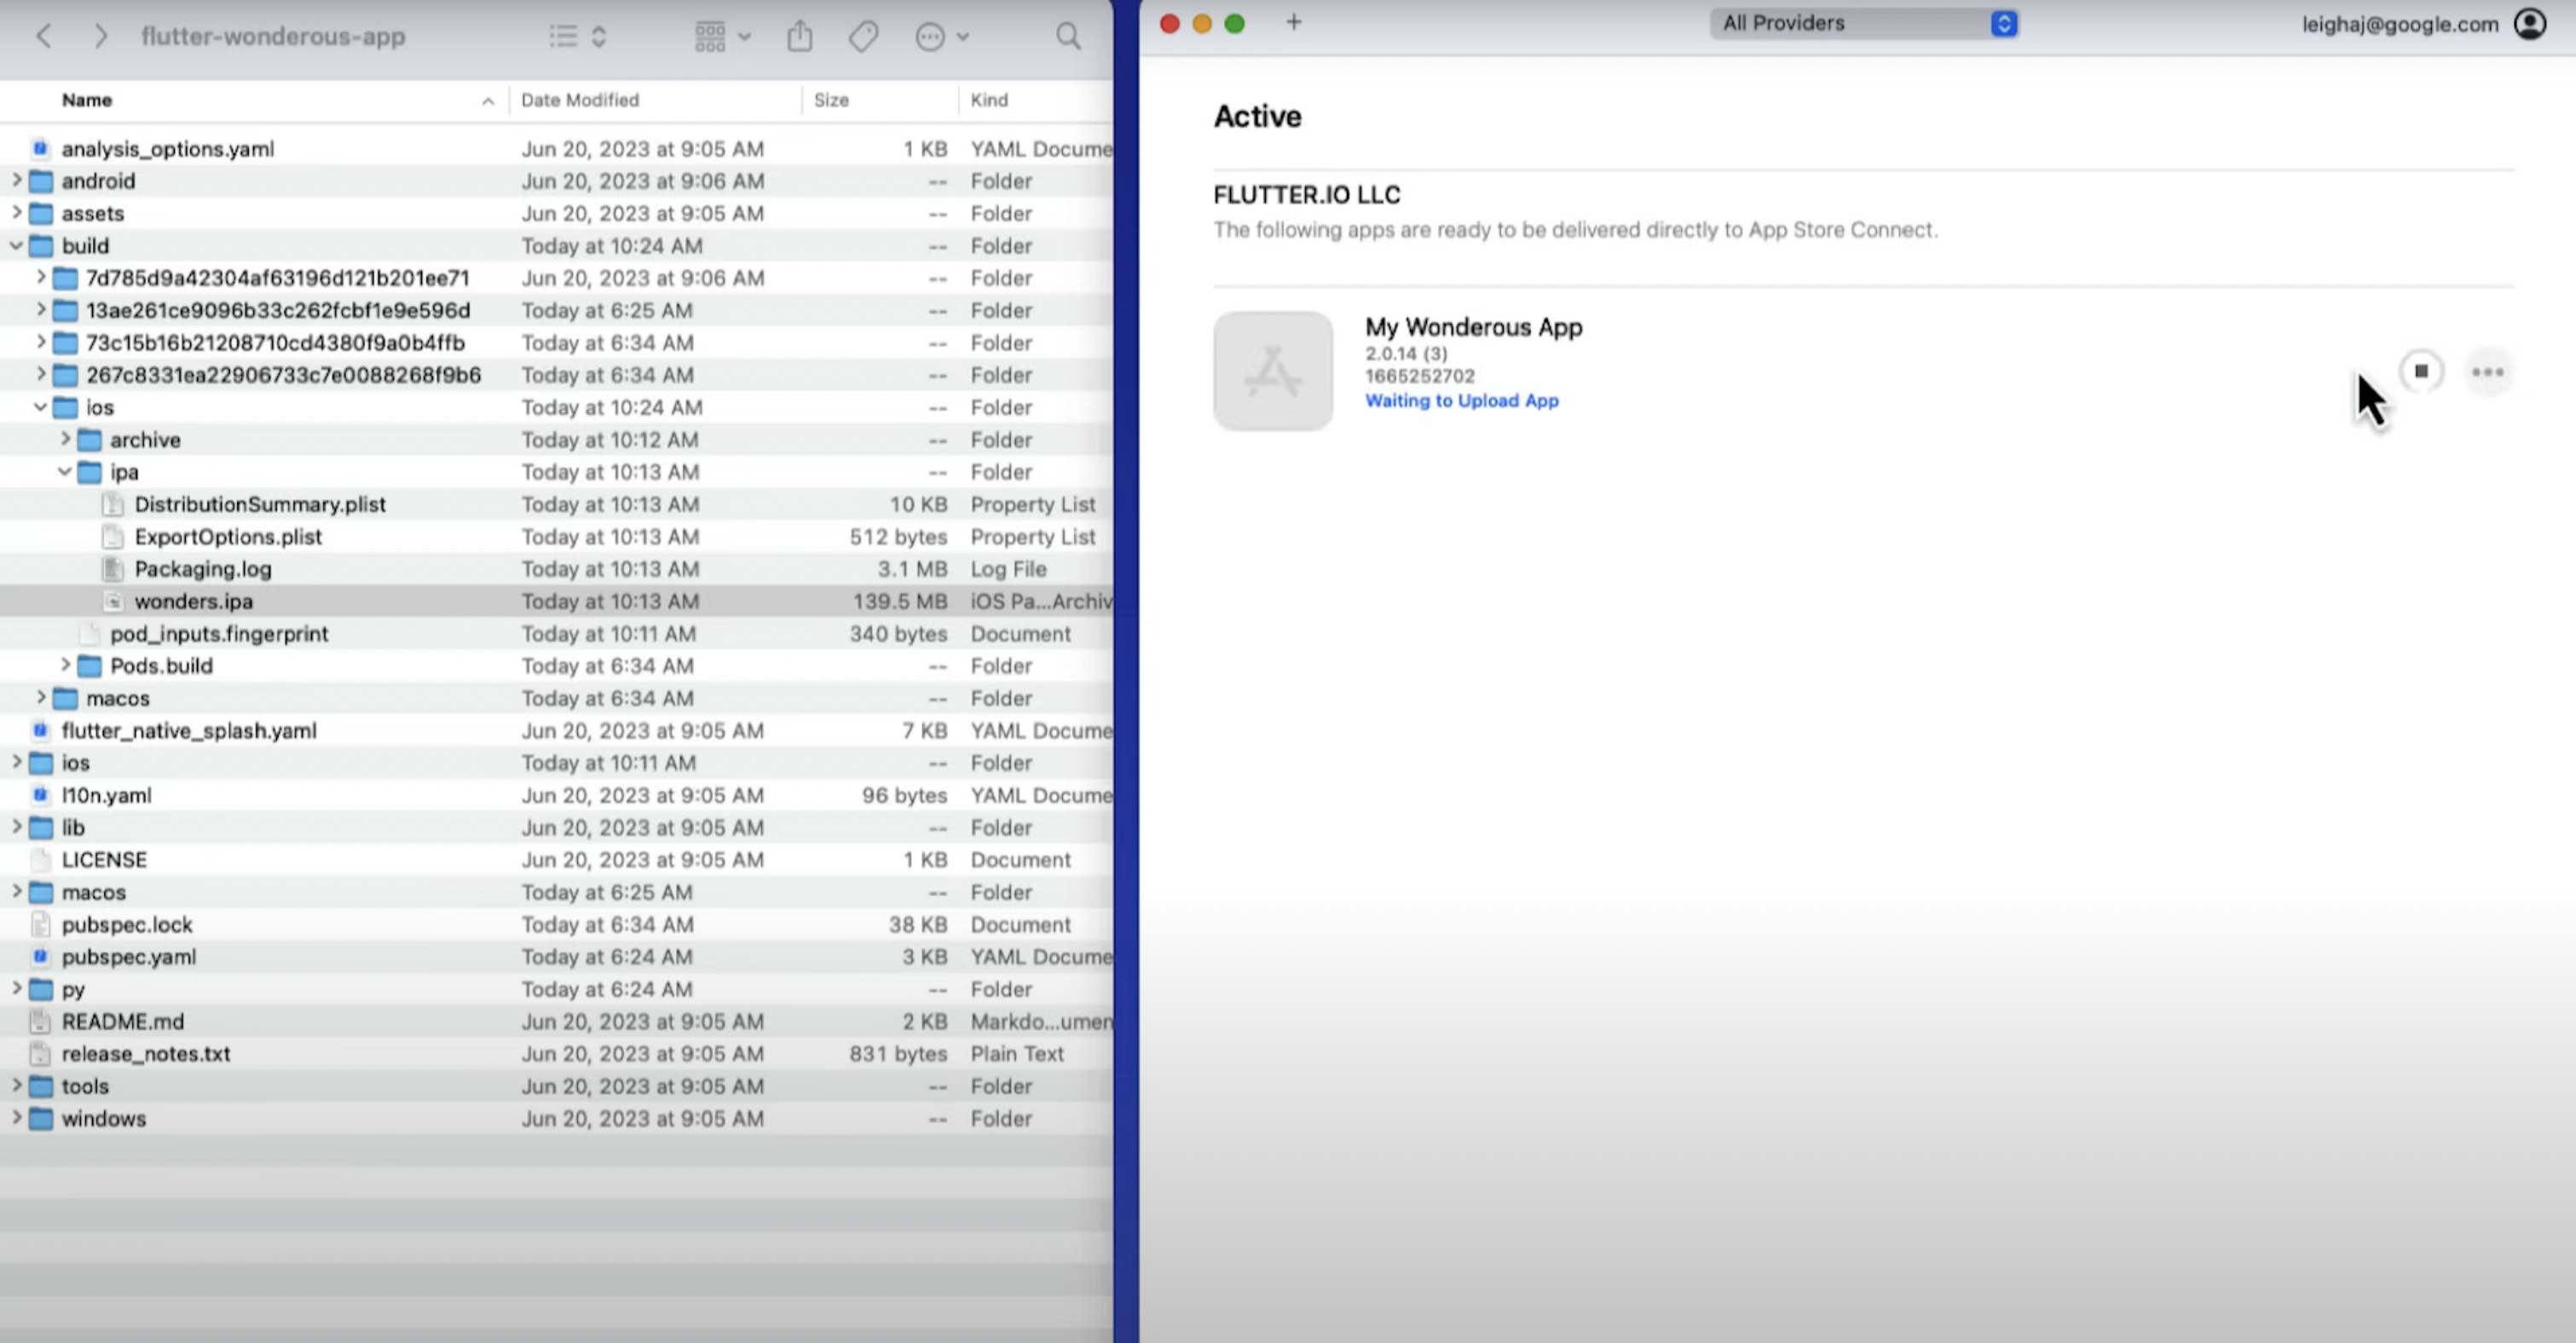 flutter-wonderous-app
Name Date Modified Size Kind
analysis_options.yaml Jun 20, 2023 at 9:05 AM 1 KB YAML Docume
android Jun 20, 2023 at 9:06 AM -- Folder
assets Jun 20, 2023 at 9:05 AM -- Folder
build Today at 10:24 AM -- Folder
7d785d9a42304af63196d121b201ee71 Jun 20, 2023 at 9:06 AM -- Folder
13ae261ce9096b33c262fcbf1e9e596d Today at 6:25 AM -- Folder
73c15b16b21208710cd4380f9a0b4ffb Today at 6:34 AM -- Folder
267c8331ea22906733c7e0088268f9b6 Today at 6:34 AM -- Folder
ios Today at 10:24 AM -- Folder
archive Today at 10:12 AM -- Folder
ipa Today at 10:13 AM -- Folder
DistributionSummary.plist Today at 10:13 AM 10 KB Property List
ExportOptions.plist Today at 10:13 AM 512 bytes Property List
Packaging.log Today at 10:13 AM 3.1 MB Log File
wonders.ipa Today at 10:13 AM 139.5 MB iOS Pa...Archiv
pod_inputs.fingerprint Today at 10:11 AM 340 bytes Document
Pods.build Today at 6:34 AM -- Folder
macos Today at 6:34 AM -- Folder
flutter_native_splash.yaml Jun 20, 2023 at 9:05 AM 7 KB YAML Docume
ios Today at 10:11 AM -- Folder
l10n.yaml Jun 20, 2023 at 9:05 AM 96 bytes YAML Docume
lib Jun 20, 2023 at 9:05 AM -- Folder
LICENSE Jun 20, 2023 at 9:05 AM 1 KB Document
macos Today at 6:25 AM -- Folder
pubspec.lock Today at 6:34 AM 38 KB Document
pubspec.yaml Today at 6:24 AM 3 KB YAML Docume
py Today at 6:24 AM -- Folder
README.md Jun 20, 2023 at 9:05 AM 2 KB Markdo...umen
release_notes.txt Jun 20, 2023 at 9:05 AM 831 bytes Plain Text
tools Jun 20, 2023 at 9:05 AM -- Folder
windows Jun 20, 2023 at 9:05 AM -- Folder
All Providers
leighaj@google.com
Active
FLUTTER.IO LLC
The following apps are ready to be delivered directly to App Store Connect.
My Wonderous App
2.0.14 (3)
1665252702
Waiting to Upload App